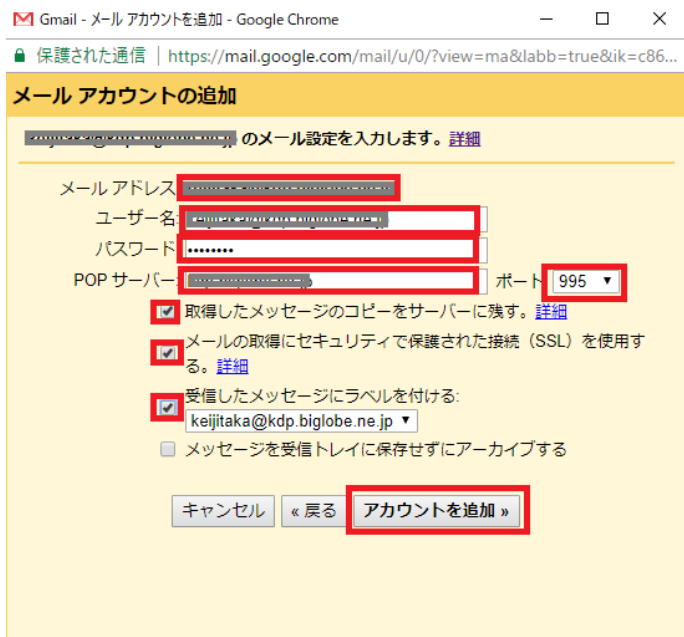 Gmail - メール アカウントを追加 - Google Chrome
保護された通信 | https://mail.google.com/mail/u/0/?view=ma&labb=true&ik=c86...
メール アカウントの追加
のメール設定を入力します。詳細
メール アドレス
ユーザー名:
パスワード ••••••••
POP サーバー: ポート 995
取得したメッセージのコピーをサーバーに残す。詳細
メールの取得にセキュリティで保護された接続（SSL）を使用す
る。詳細
受信したメッセージにラベルを付ける:
keijitaka@kdp.biglobe.ne.jp
メッセージを受信トレイに保存せずにアーカイブする
キャンセル « 戻る アカウントを追加 »